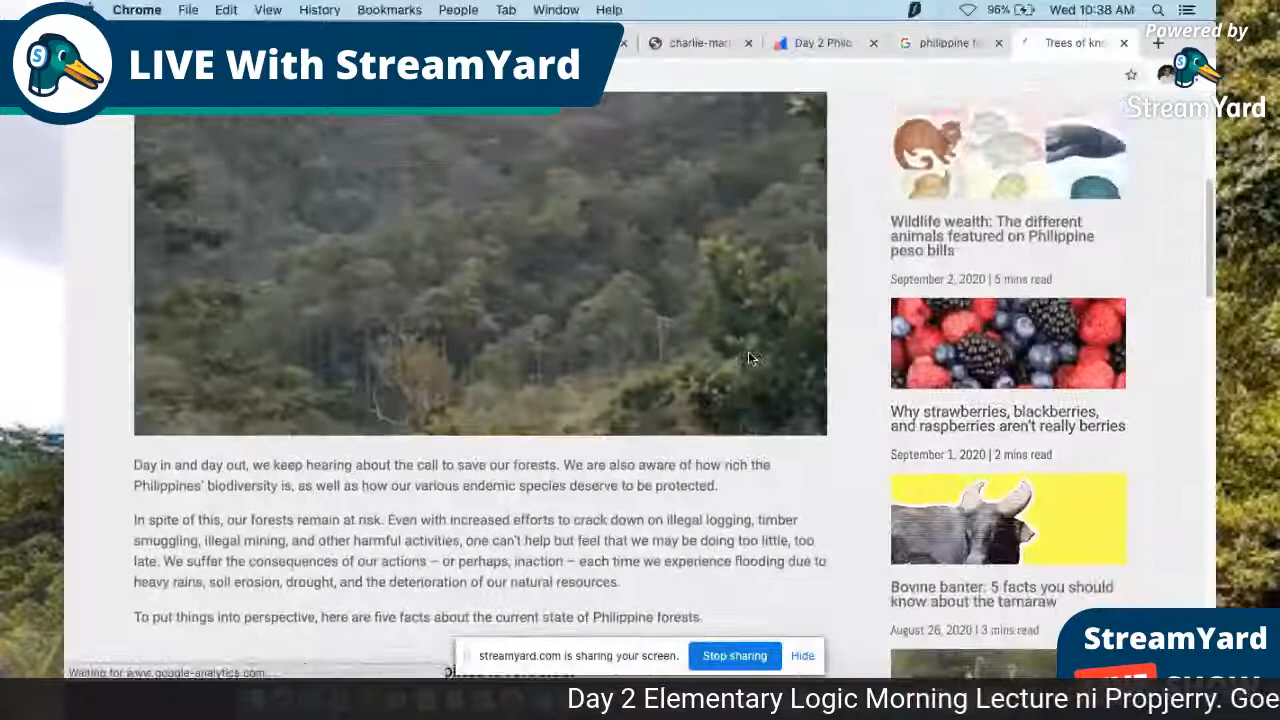 Chrome File Edit View History Bookmarks People Tab Window Help 96% Wed 10:38 AM
LIVE With StreamYard
charlie-mar
Day 2 Philc
philippine f
Trees of kno
Powered by
StreamYard
Wildlife wealth: The different
animals featured on Philippine
peso bills
September 2, 2020 | 5 mins read
Why strawberries, blackberries,
and raspberries aren't really berries
September 1, 2020 | 2 mins read
Bovine banter: 5 facts you should
know about the tamaraw
August 26, 2020 | 3 mins read
Day in and day out, we keep hearing about the call to save our forests. We are also aware of how rich the
Philippines' biodiversity is, as well as how our various endemic species deserve to be protected.
In spite of this, our forests remain at risk. Even with increased efforts to crack down on illegal logging, timber
smuggling, illegal mining, and other harmful activities, one can't help but feel that we may be doing too little, too
late. We suffer the consequences of our actions – or perhaps, inaction – each time we experience flooding due to
heavy rains, soil erosion, drought, and the deterioration of our natural resources.
To put things into perspective, here are five facts about the current state of Philippine forests.
streamyard.com is sharing your screen. Stop sharing Hide
Waiting for www.google-analytics.com...
StreamYard
Day 2 Elementary Logic Morning Lecture ni Propjerry. Goe